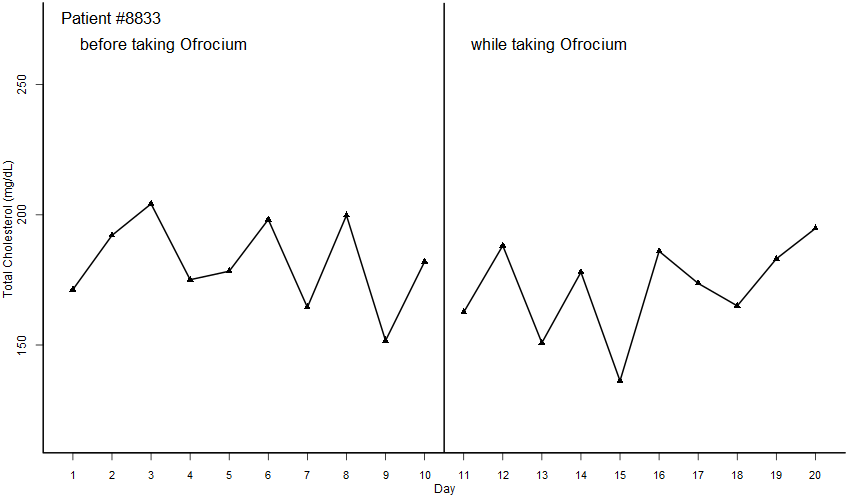 Patient #8833
before taking Ofrocium
while taking Ofrocium
Total Cholesterol (mg/dL)
250
200
150
1 2 3 4 5 6 7 8 9 10 11 12 13 14 15 16 17 18 19 20
Day